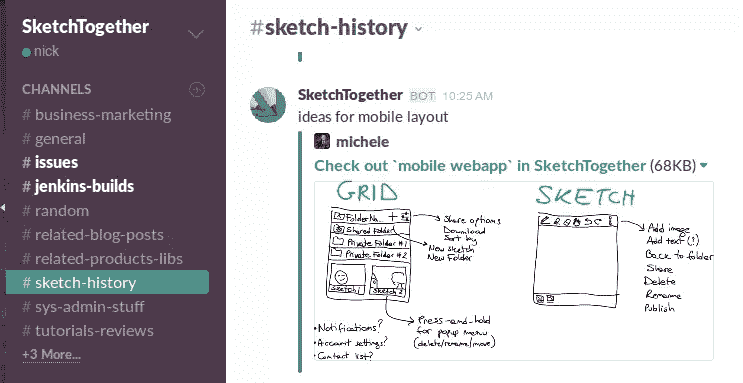 SketchTogether
nick
CHANNELS
# business-marketing
# general
# issues
# jenkins-builds
# random
# related-blog-posts
# related-products-libs
# sketch-history
# sys-admin-stuff
# tutorials-reviews
+3 More...
#sketch-history
SketchTogether BOT 10:25 AM
ideas for mobile layout
michele
Check out `mobile webapp` in SketchTogether (68KB)
GRID
Folder Na..
Shared Folder
Private Folder #1
Private Folder #2
Sketch 1
Sketch 2
Share options
Download
Sort by
New Sketch
New Folder
Press-and-hold
for popup menu
(delete/rename/move)
• Notifications?
• Account settings?
• Contact list?
SKETCH
Add image
Add text (!)
Back to folder
Share
Delete
Rename
Publish